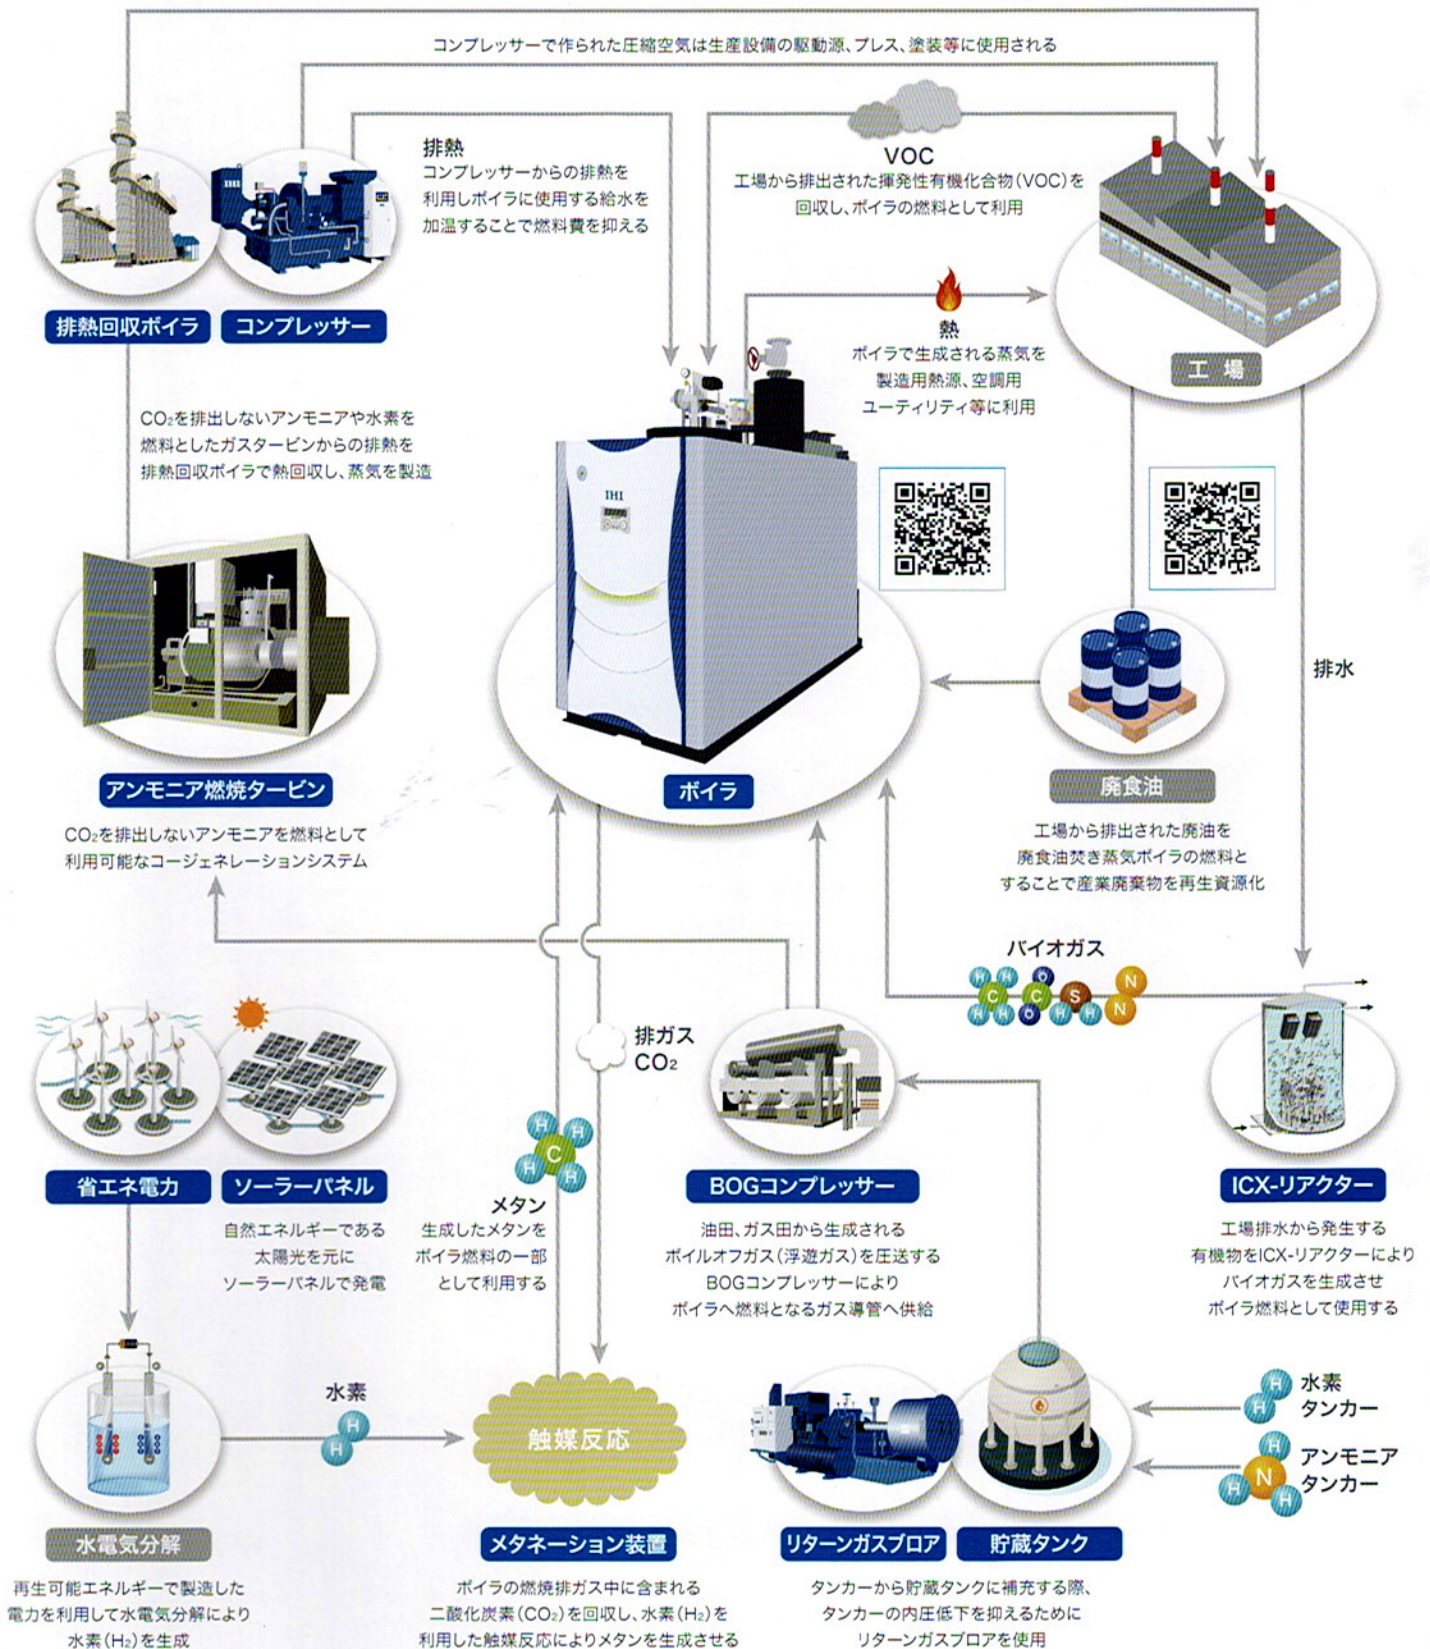 コンプレッサーで作られた圧縮空気は生産設備の駆動源、プレス、塗装等に使用される
排熱
コンプレッサーからの排熱を
利用しボイラに使用する給水を
加温することで燃料費を抑える
VOC
工場から排出された揮発性有機化合物(VOC)を
回収し、ボイラの燃料として利用
排熱回収ボイラ
コンプレッサー
熱
ボイラで生成される蒸気を
製造用熱源、空調用
ユーティリティ等に利用
工場
CO₂を排出しないアンモニアや水素を
燃料としたガスタービンからの排熱を
排熱回収ボイラで熱回収し、蒸気を製造
IHI
IHI
排水
アンモニア燃焼タービン
CO₂を排出しないアンモニアを燃料として
利用可能なコージェネレーションシステム
ボイラ
廃食油
工場から排出された廃油を
廃食油焚き蒸気ボイラの燃料と
することで産業廃棄物を再生資源化
バイオガス
H H O N
C C S
H H O H H N
排ガス
CO₂
省エネ電力
ソーラーパネル
自然エネルギーである
太陽光を元に
ソーラーパネルで発電
H H
C
H H
メタン
生成したメタンを
ボイラ燃料の一部
として利用する
BOGコンプレッサー
油田、ガス田から生成される
ボイルオフガス(浮遊ガス)を圧送する
BOGコンプレッサーにより
ボイラへ燃料となるガス導管へ供給
ICX-リアクター
工場排水から発生する
有機物をICX-リアクターにより
バイオガスを生成させ
ボイラ燃料として使用する
水素
H
H
触媒反応
H
H
水素
タンカー
H
N
H H
アンモニア
タンカー
水電気分解
再生可能エネルギーで製造した
電力を利用して水電気分解により
水素(H₂)を生成
メタネーション装置
ボイラの燃焼排ガス中に含まれる
二酸化炭素(CO₂)を回収し、水素(H₂)を
利用した触媒反応によりメタンを生成させる
リターンガスブロア
貯蔵タンク
タンカーから貯蔵タンクに補充する際、
タンカーの内圧低下を抑えるために
リターンガスブロアを使用